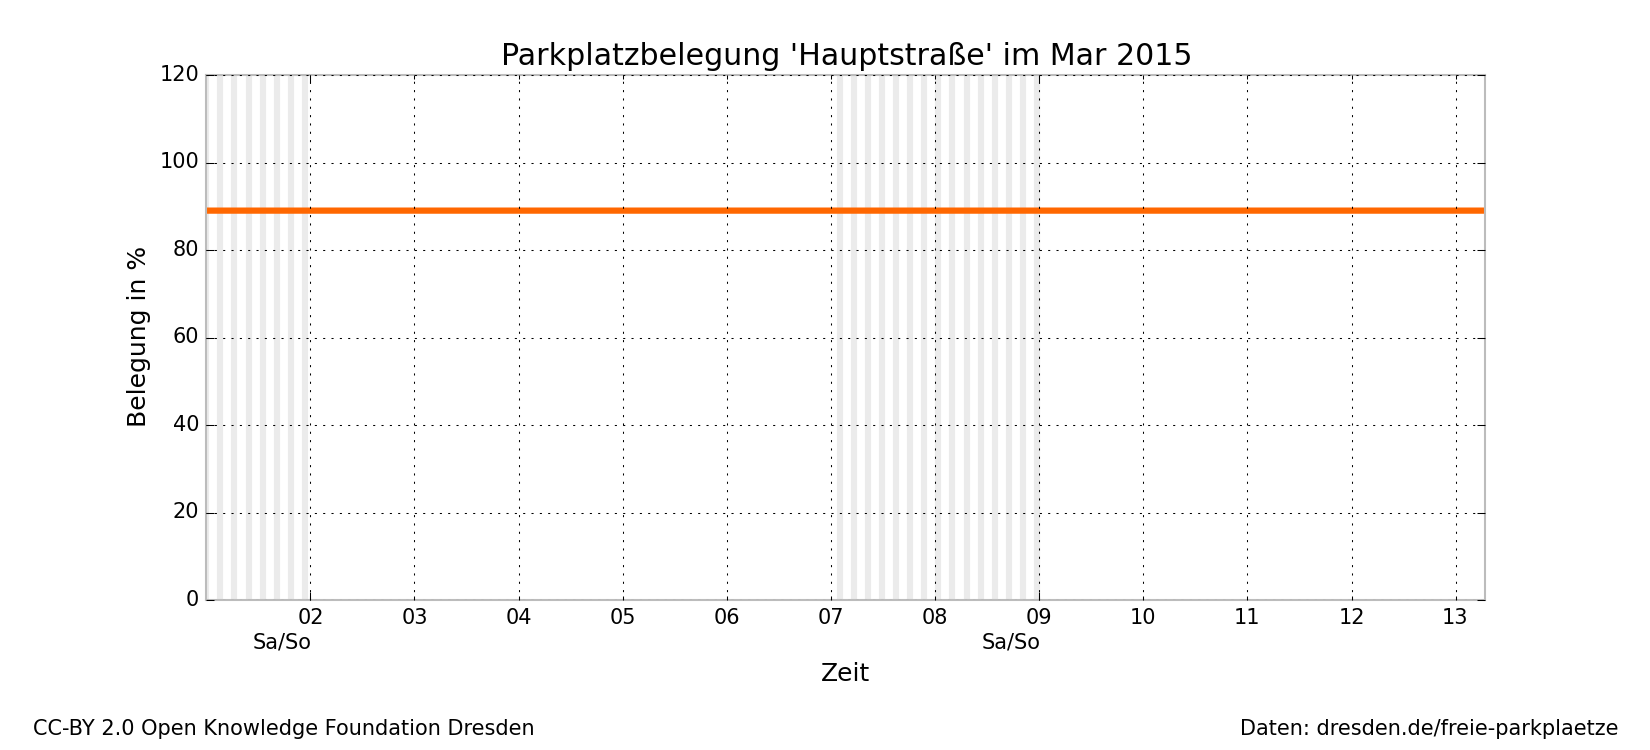 Parkplatzbelegung 'Hauptstraße' im Mar 2015
120
100
80
60
40
20
0
Belegung in %
02 03 04 05 06 07 08 09 10 11 12 13
Sa/So Sa/So
Zeit
CC-BY 2.0 Open Knowledge Foundation Dresden
Daten: dresden.de/freie-parkplaetze